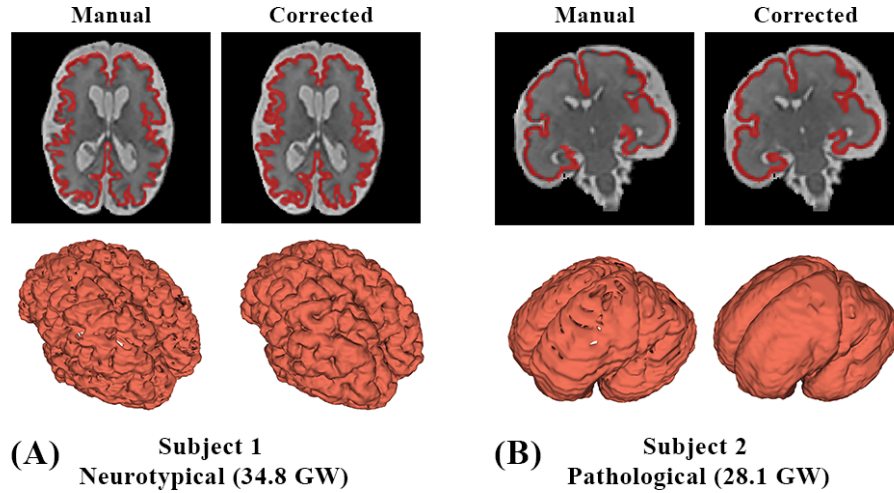 Manual
Corrected
Manual
Corrected
(A)
Subject 1
Neurotypical (34.8 GW)
(B)
Subject 2
Pathological (28.1 GW)